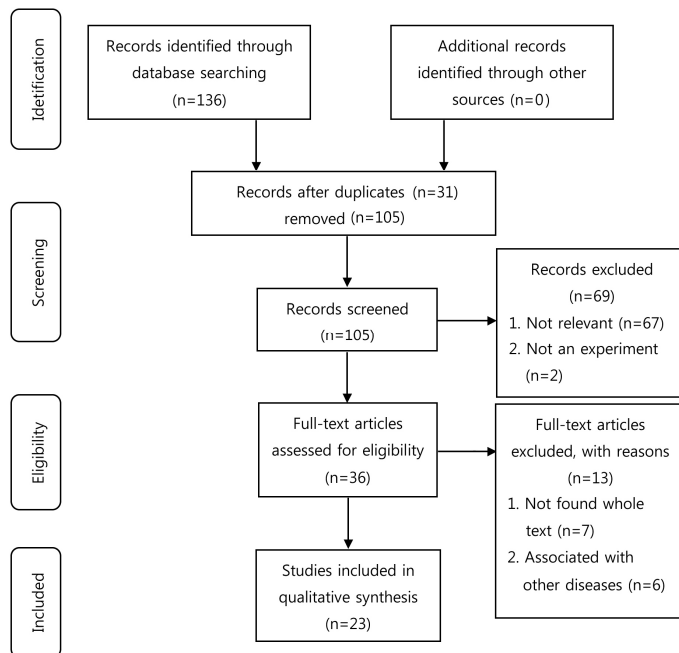 Idetification
Records identified through
database searching
(n=136)
Additional records
identified through other
sources (n=0)
Records after duplicates (n=31)
removed (n=105)
Screening
Records screened
(n=105)
Records excluded
(n=69)
1. Not relevant (n=67)
2. Not an experiment
(n=2)
Eligibility
Full-text articles
assessed for eligibility
(n=36)
Full-text articles
excluded, with reasons
(n=13)
1. Not found whole
text (n=7)
2. Associated with
other diseases (n=6)
Included
Studies included in
qualitative synthesis
(n=23)